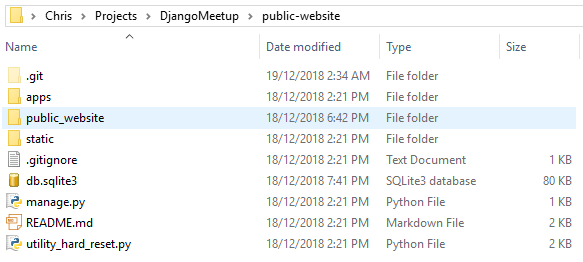 Chris > Projects > DjangoMeetup > public-website
Name Date modified Type Size
.git 19/12/2018 2:34 AM File folder
apps 18/12/2018 2:21 PM File folder
public_website 18/12/2018 6:42 PM File folder
static 18/12/2018 2:21 PM File folder
.gitignore 18/12/2018 2:21 PM Text Document 1 KB
db.sqlite3 18/12/2018 7:41 PM SQLite3 database 80 KB
manage.py 18/12/2018 2:21 PM Python File 1 KB
README.md 18/12/2018 2:21 PM Markdown File 2 KB
utility_hard_reset.py 18/12/2018 2:21 PM Python File 2 KB